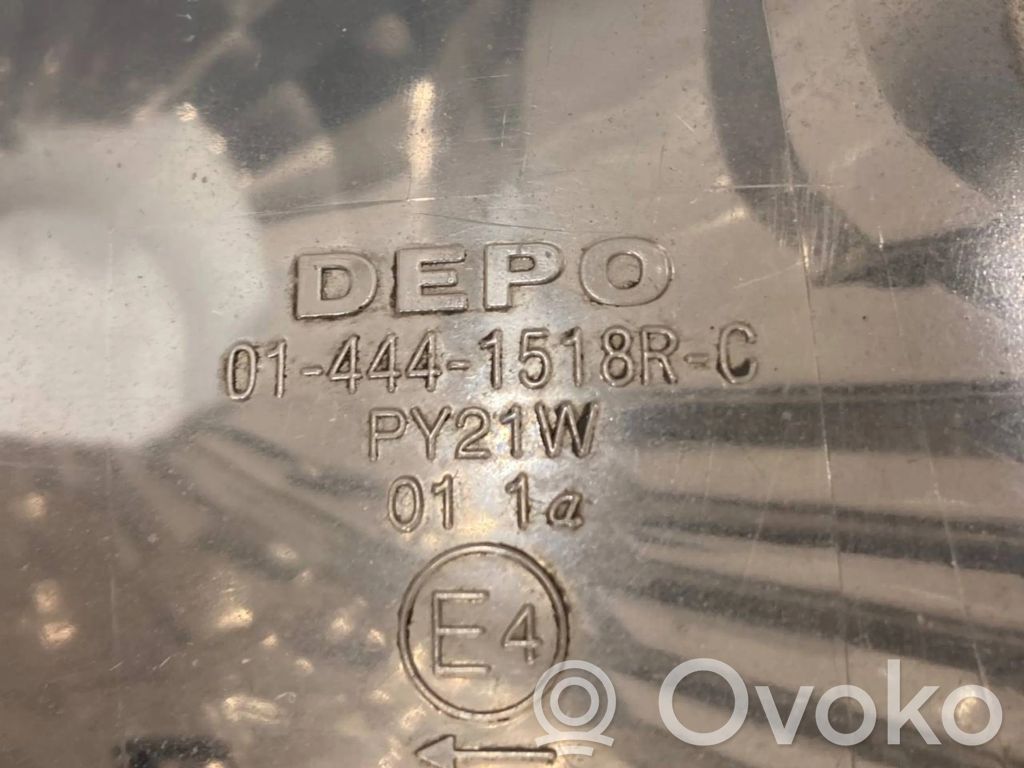 DEPO
01-444-1518R-C
PY21W
01 1a
E4
Ovoko